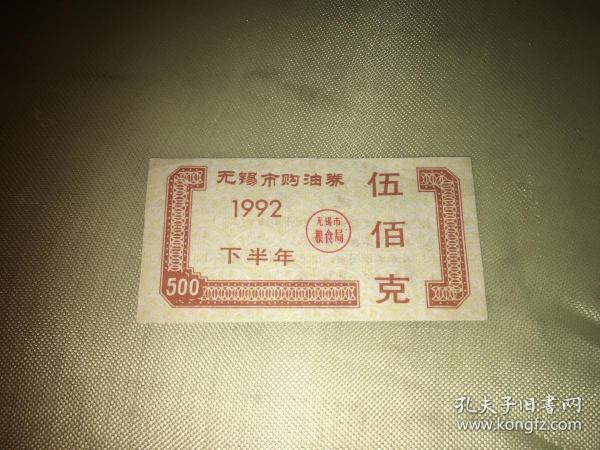 无锡市购油券
1992
下半年
无锡市
粮食局
伍佰克
500
孔夫子旧书网
www.kongfz.com